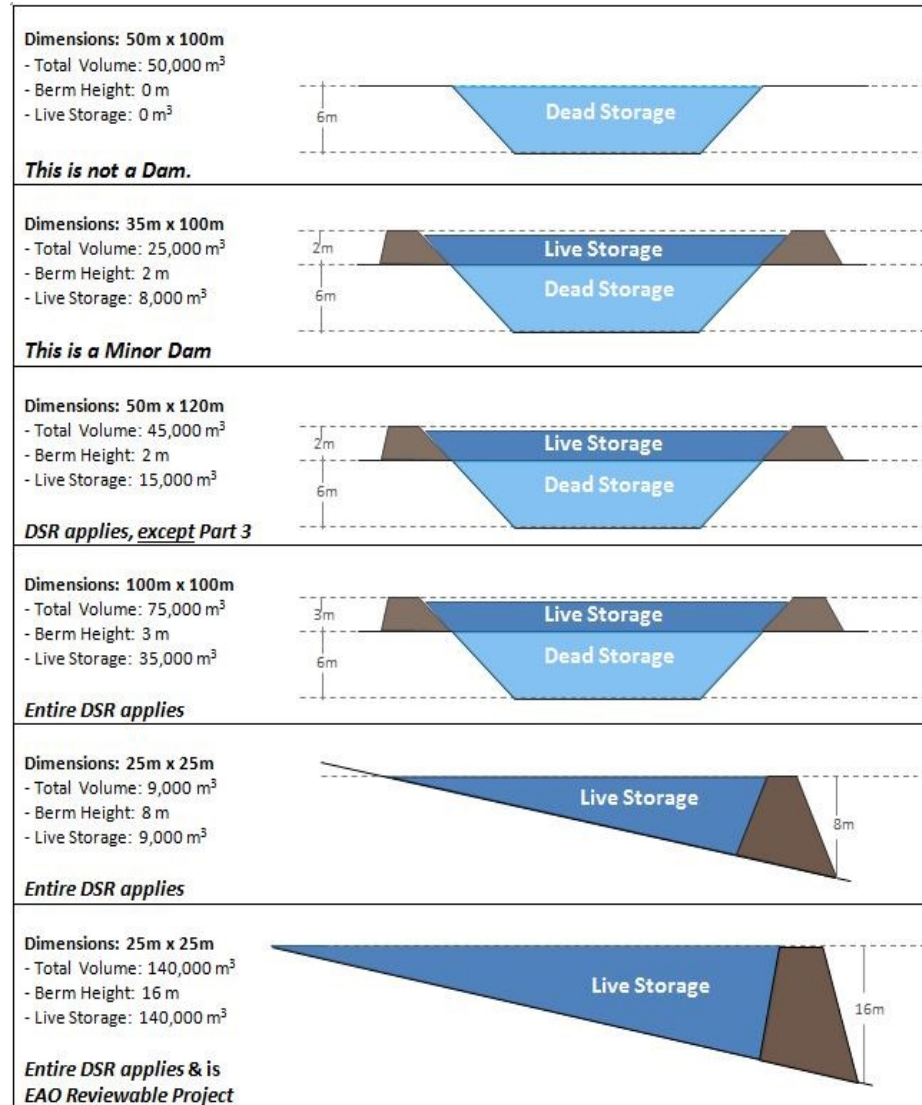 Dimensions: 50m x 100m
- Total Volume: 50,000 m³
- Berm Height: 0 m
- Live Storage: 0 m³
This is not a Dam.
6m
Dead Storage
Dimensions: 35m x 100m
- Total Volume: 25,000 m³
- Berm Height: 2 m
- Live Storage: 8,000 m³
This is a Minor Dam
2m
6m
Live Storage
Dead Storage
Dimensions: 50m x 120m
- Total Volume: 45,000 m³
- Berm Height: 2 m
- Live Storage: 15,000 m³
DSR applies, except Part 3
2m
6m
Live Storage
Dead Storage
Dimensions: 100m x 100m
- Total Volume: 75,000 m³
- Berm Height: 3 m
- Live Storage: 35,000 m³
Entire DSR applies
3m
6m
Live Storage
Dead Storage
Dimensions: 25m x 25m
- Total Volume: 9,000 m³
- Berm Height: 8 m
- Live Storage: 9,000 m³
Entire DSR applies
Live Storage
8m
Dimensions: 25m x 25m
- Total Volume: 140,000 m³
- Berm Height: 16 m
- Live Storage: 140,000 m³
Entire DSR applies & is
EAO Reviewable Project
Live Storage
16m